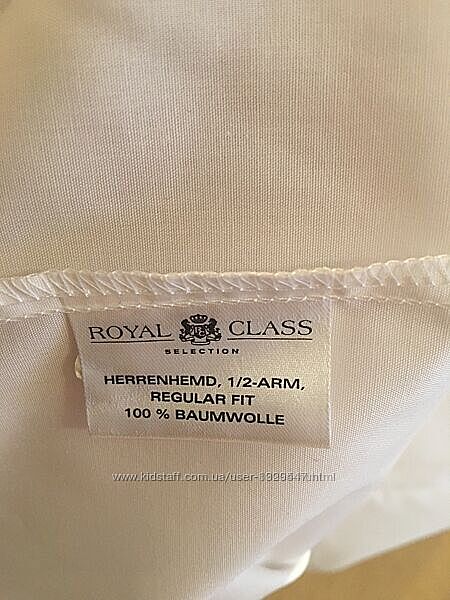 ROYAL CLASS
SELECTION
HERRENHEMD, 1/2-ARM,
REGULAR FIT
100 % BAUMWOLLE